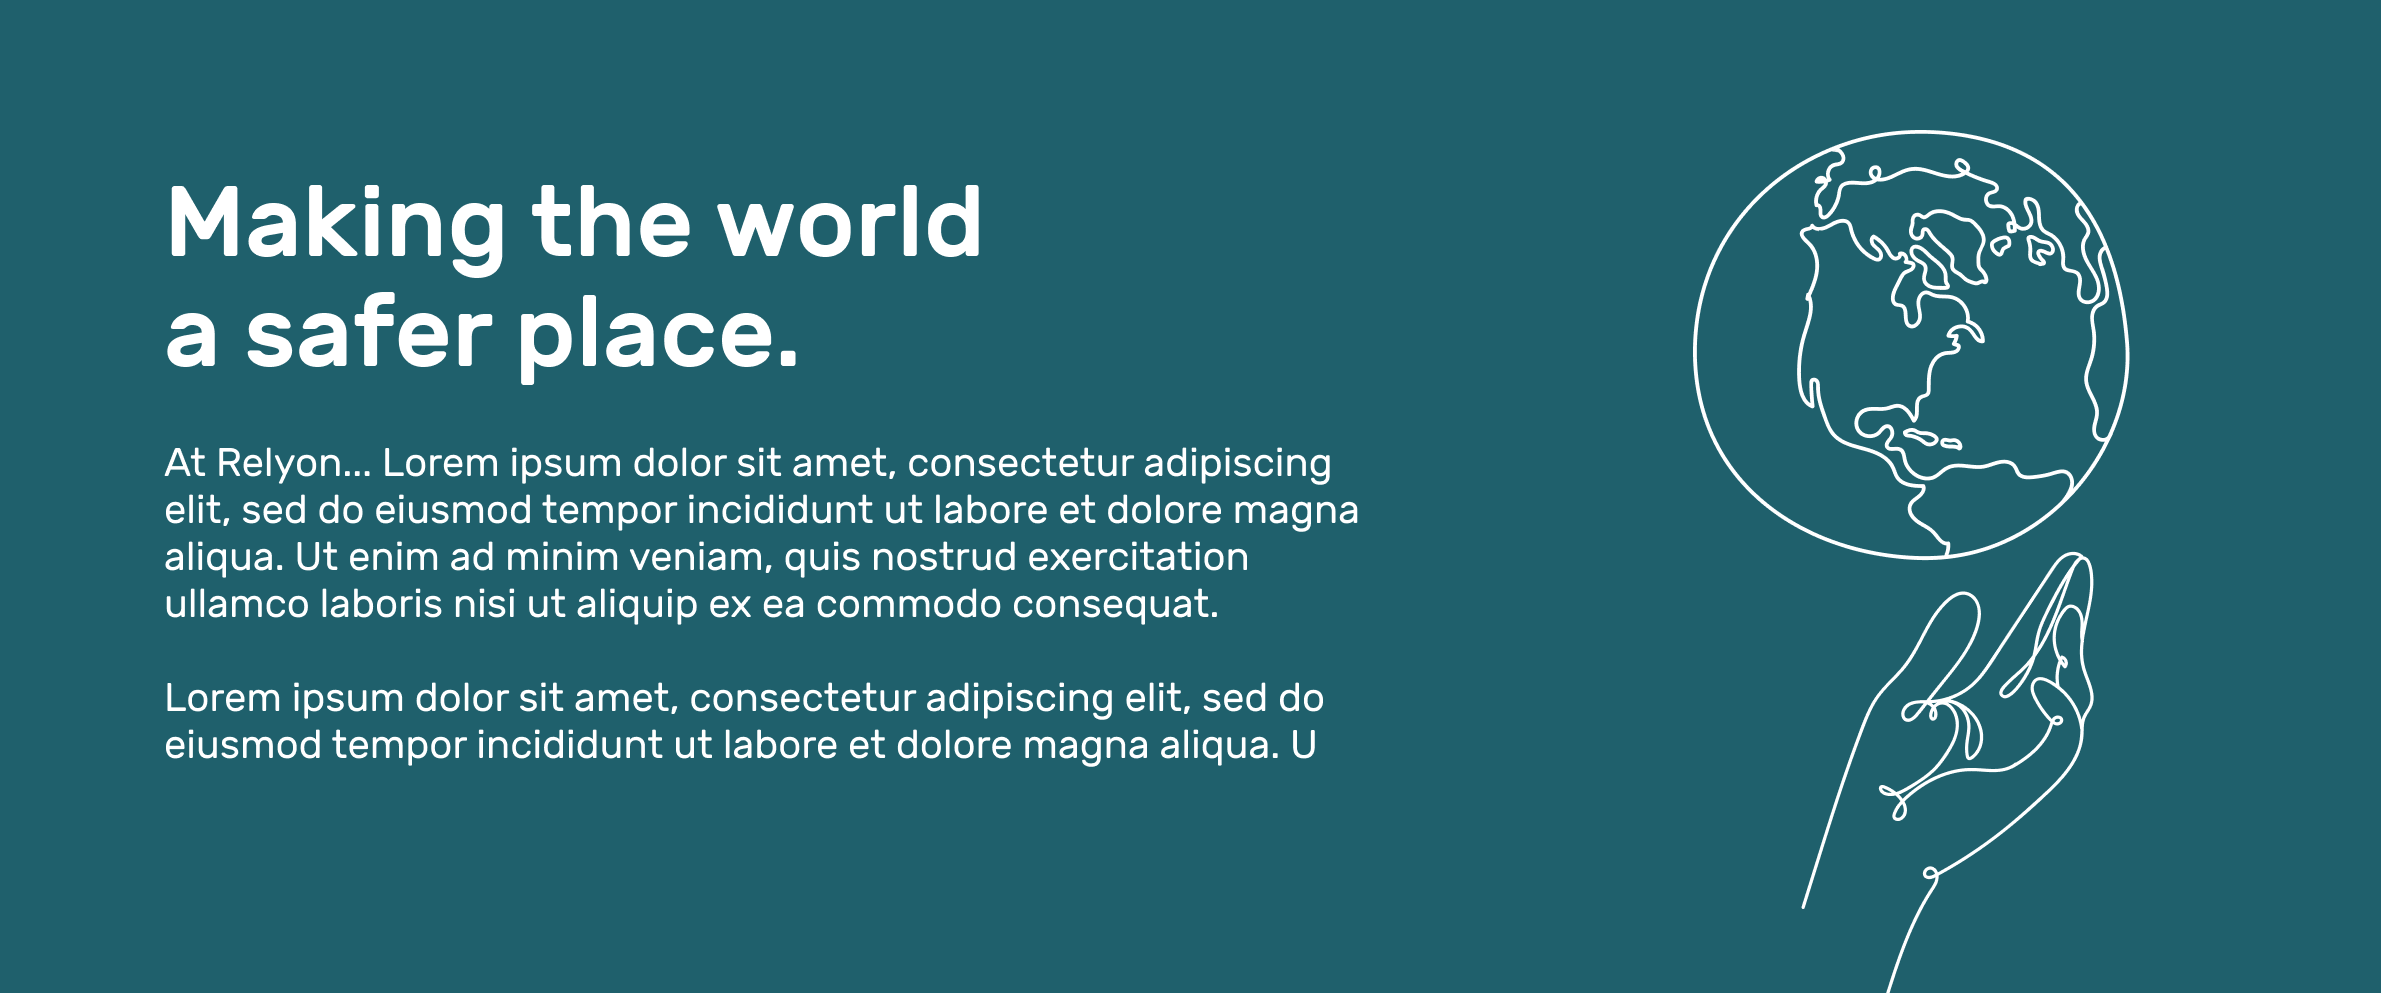 Making the world
a safer place.
At Relyon... Lorem ipsum dolor sit amet, consectetur adipiscing
elit, sed do eiusmod tempor incididunt ut labore et dolore magna
aliqua. Ut enim ad minim veniam, quis nostrud exercitation
ullamco laboris nisi ut aliquip ex ea commodo consequat.
Lorem ipsum dolor sit amet, consectetur adipiscing elit, sed do
eiusmod tempor incididunt ut labore et dolore magna aliqua. U